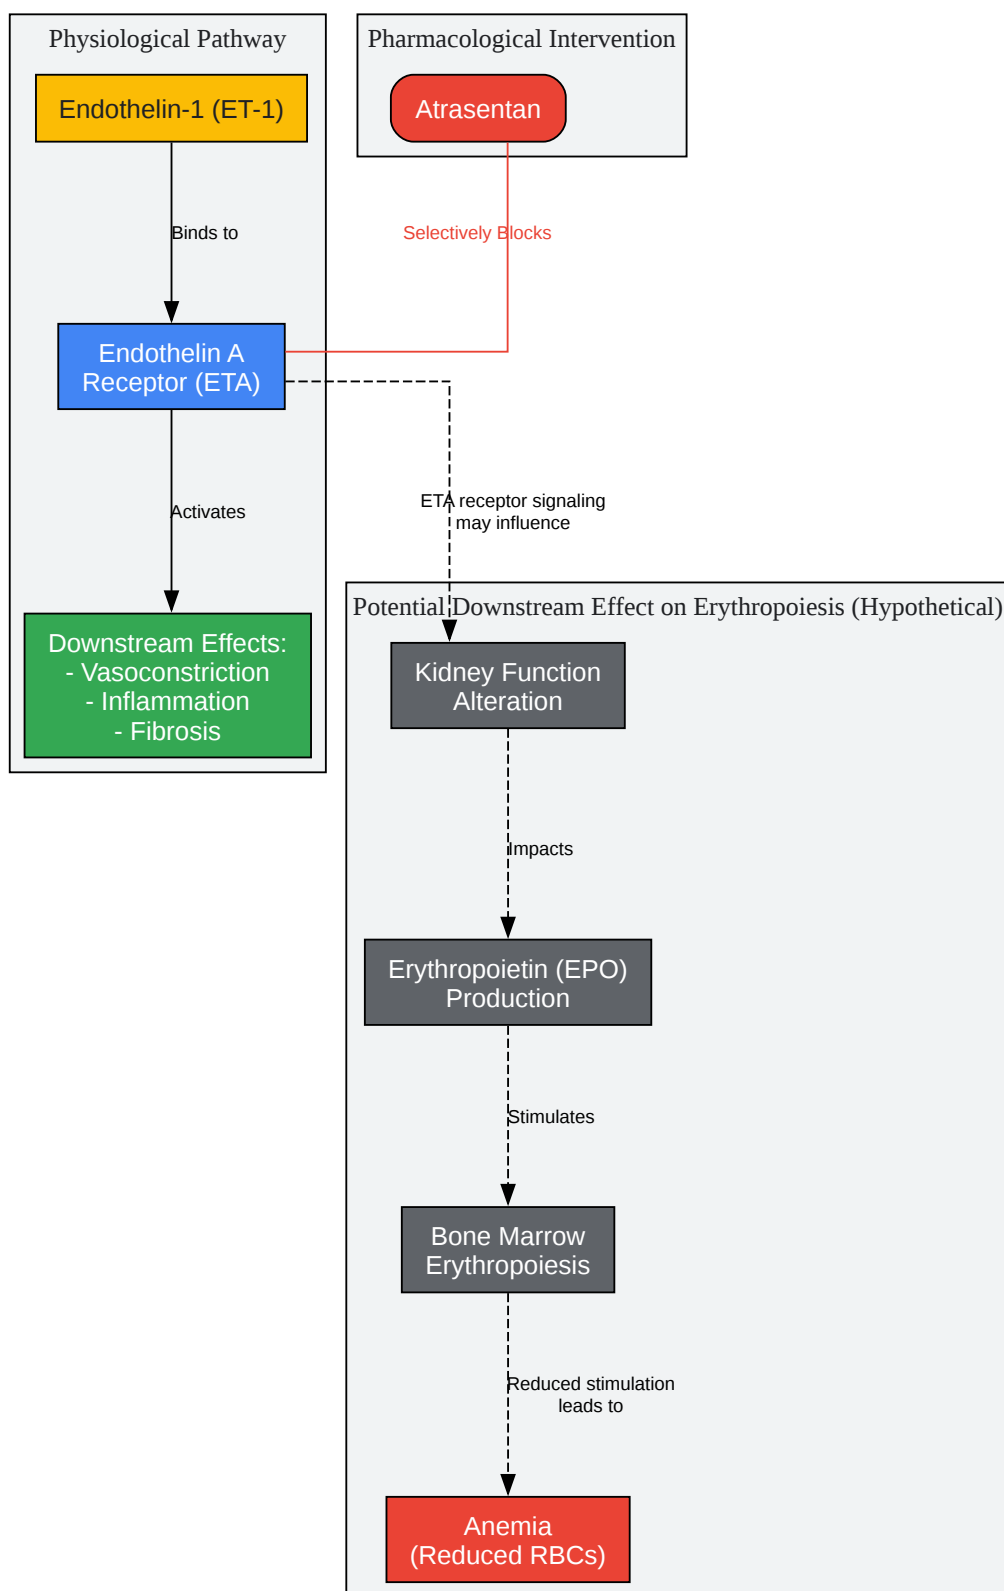 Physiological Pathway
Endothelin-1 (ET-1)
Binds to
Endothelin A
Receptor (ETA)
Activates
Downstream Effects:
- Vasoconstriction
- Inflammation
- Fibrosis
Pharmacological Intervention
Atrasentan
Selectively Blocks
ETA receptor signaling
may influence
Potential Downstream Effect on Erythropoiesis (Hypothetical)
Kidney Function
Alteration
Impacts
Erythropoietin (EPO)
Production
Stimulates
Bone Marrow
Erythropoiesis
Reduced stimulation
leads to
Anemia
(Reduced RBCs)